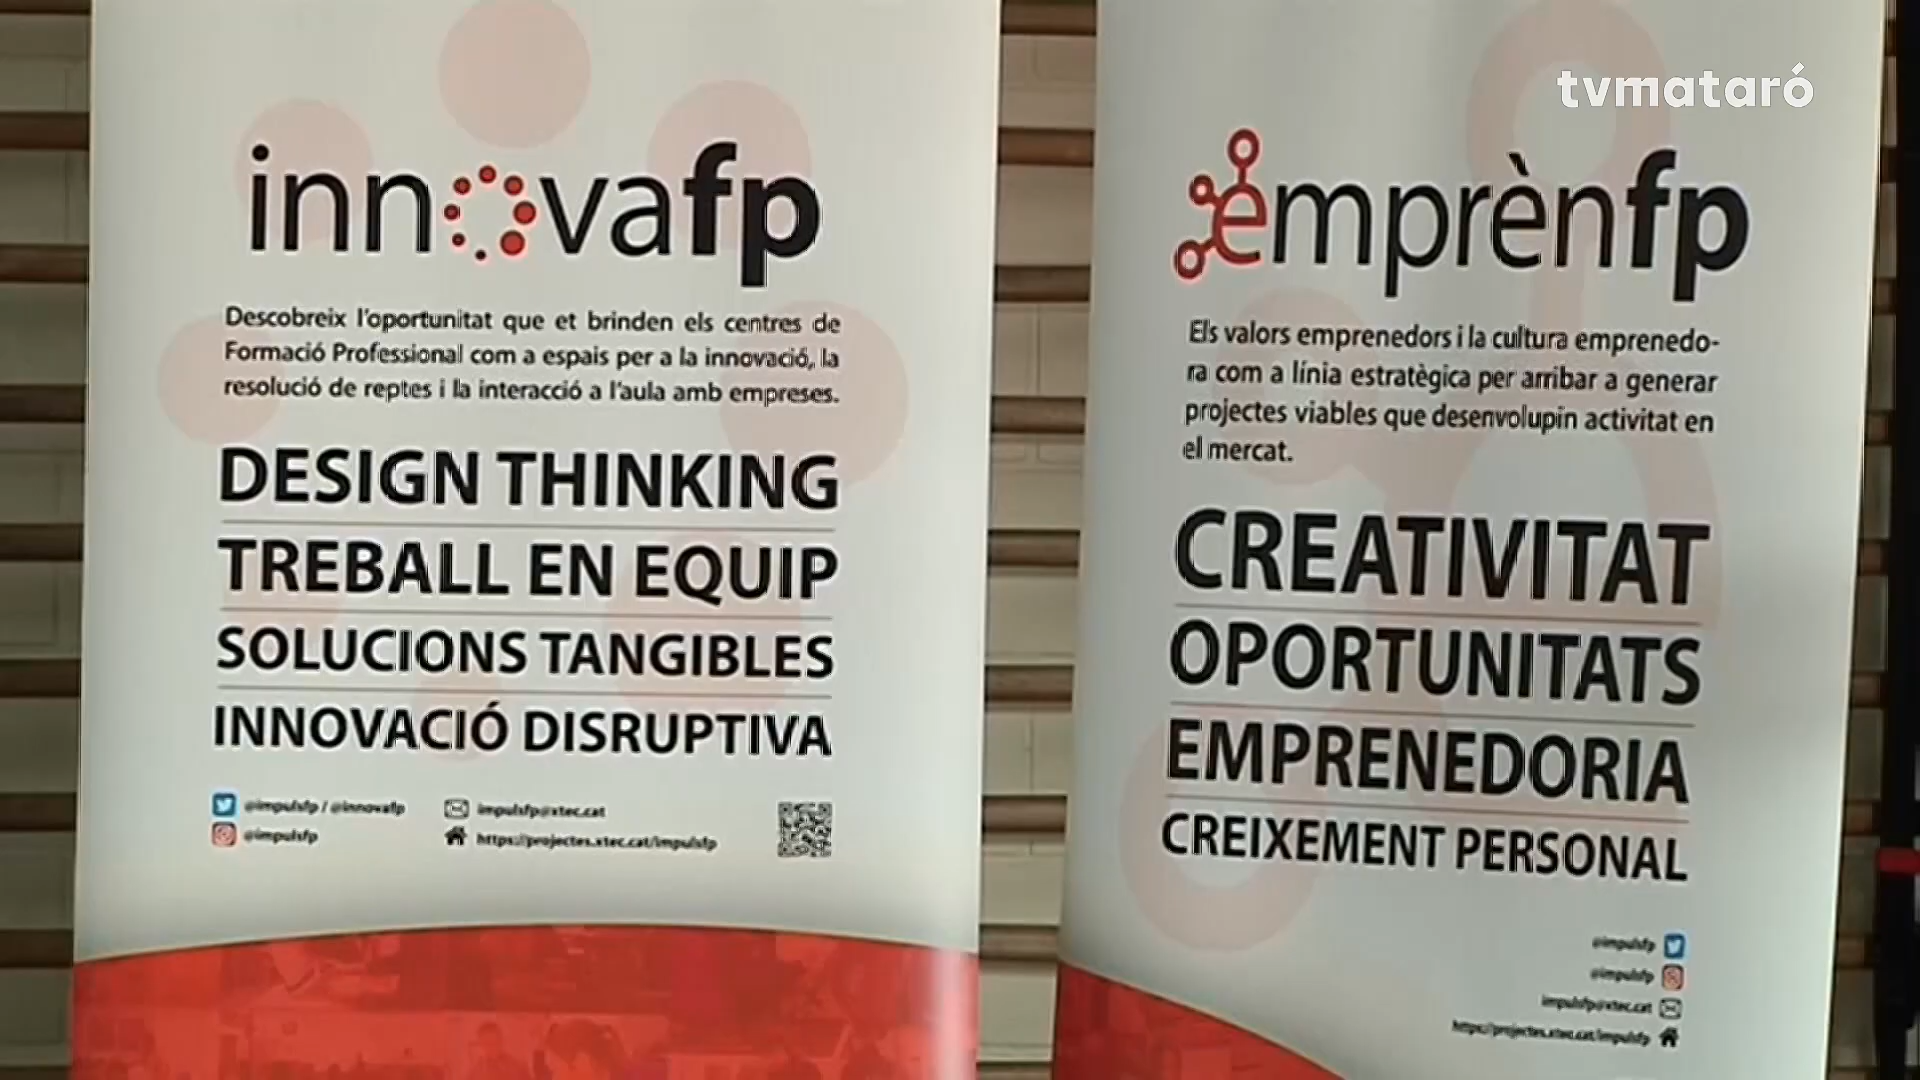 tvmataró
innovafp
Descobreix l'oportunitat que et brinden els centres de
Formació Professional com a espais per a la innovació, la
resolució de reptes i la interacció a l'aula amb empreses.
DESIGN THINKING
TREBALL EN EQUIP
SOLUCIONS TANGIBLES
INNOVACIÓ DISRUPTIVA
@impulsfp / @innovafp
@impulsfp
impulsfp@xtec.cat
https://projectes.xtec.cat/impulsfp
emprènfp
Els valors emprenedors i la cultura emprenedo-
ra com a línia estratègica per arribar a generar
projectes viables que desenvolupin activitat en
el mercat.
CREATIVITAT
OPORTUNITATS
EMPRENEDORIA
CREIXEMENT PERSONAL
@impulsfp
@impulsfp
impulsfp@xtec.cat
https://projectes.xtec.cat/impulsfp